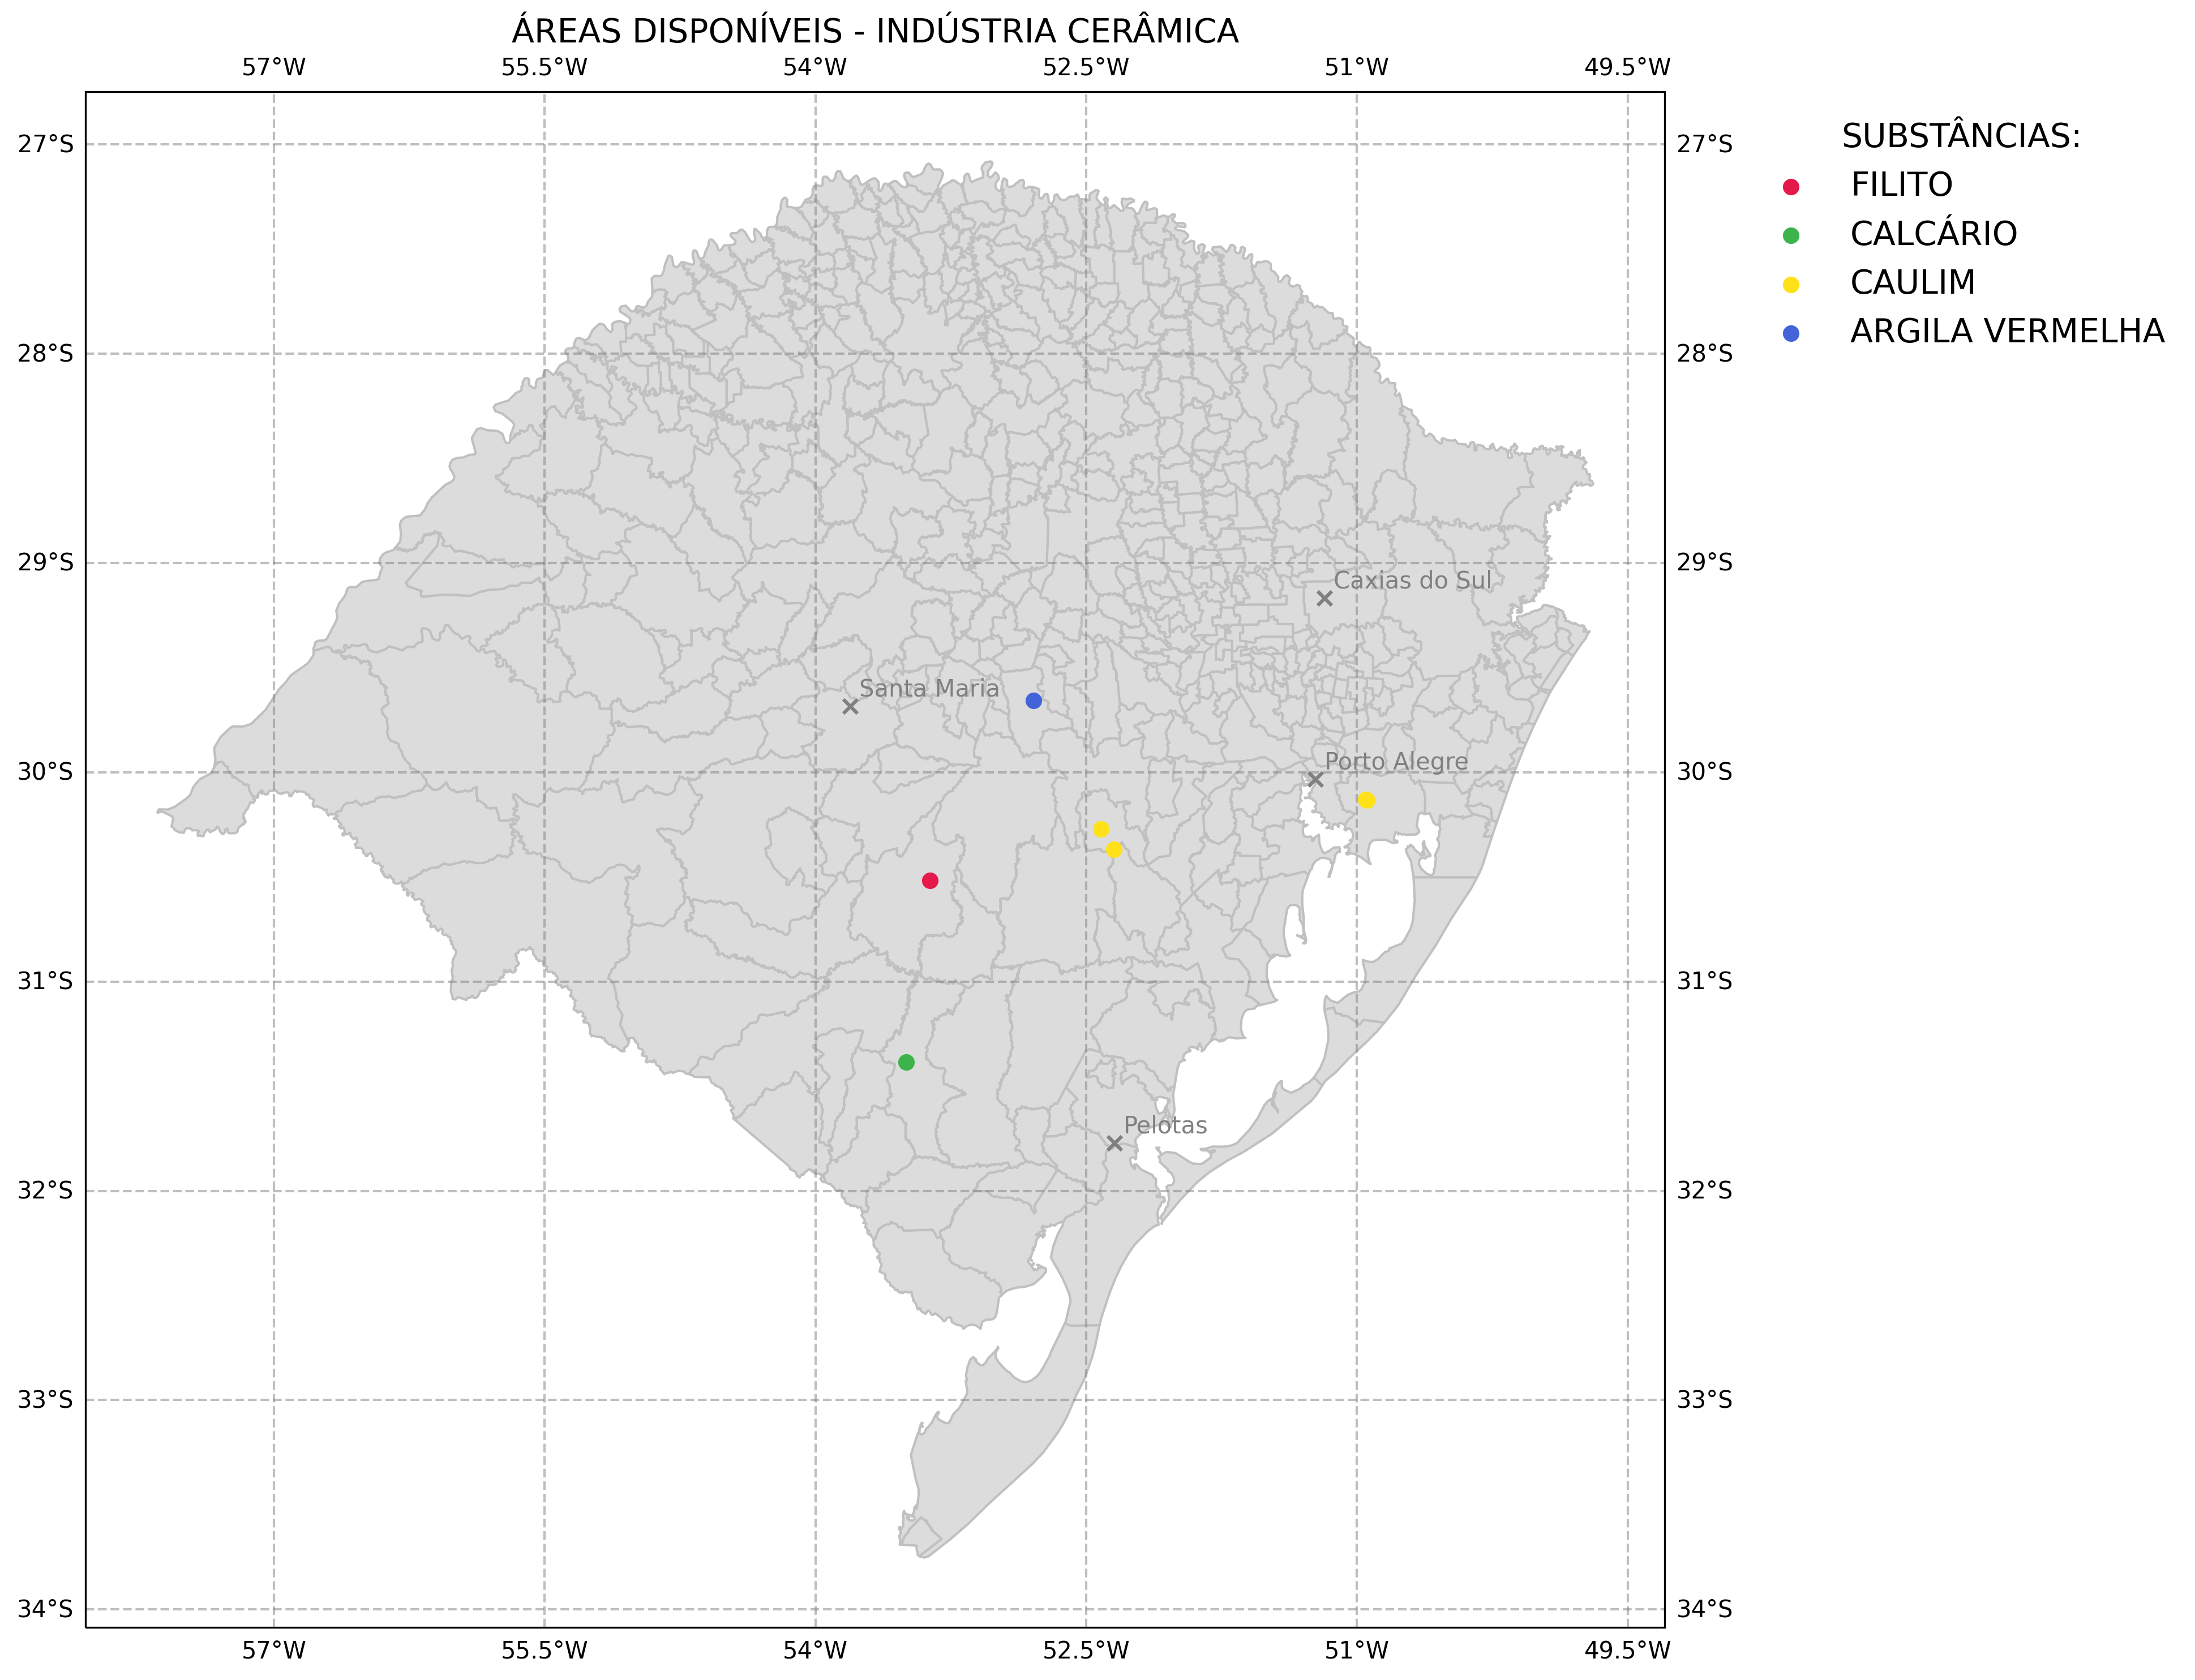 ÁREAS DISPONÍVEIS - INDÚSTRIA CERÂMICA
57°W 55.5°W 54°W 52.5°W 51°W 49.5°W
SUBSTÂNCIAS:
FILITO
CALCÁRIO
CAULIM
ARGILA VERMELHA
27°S 27°S
28°S 28°S
29°S 29°S
Caxias do Sul
Santa Maria
Porto Alegre
30°S 30°S
31°S 31°S
Pelotas
32°S 32°S
33°S 33°S
34°S 34°S
57°W 55.5°W 54°W 52.5°W 51°W 49.5°W